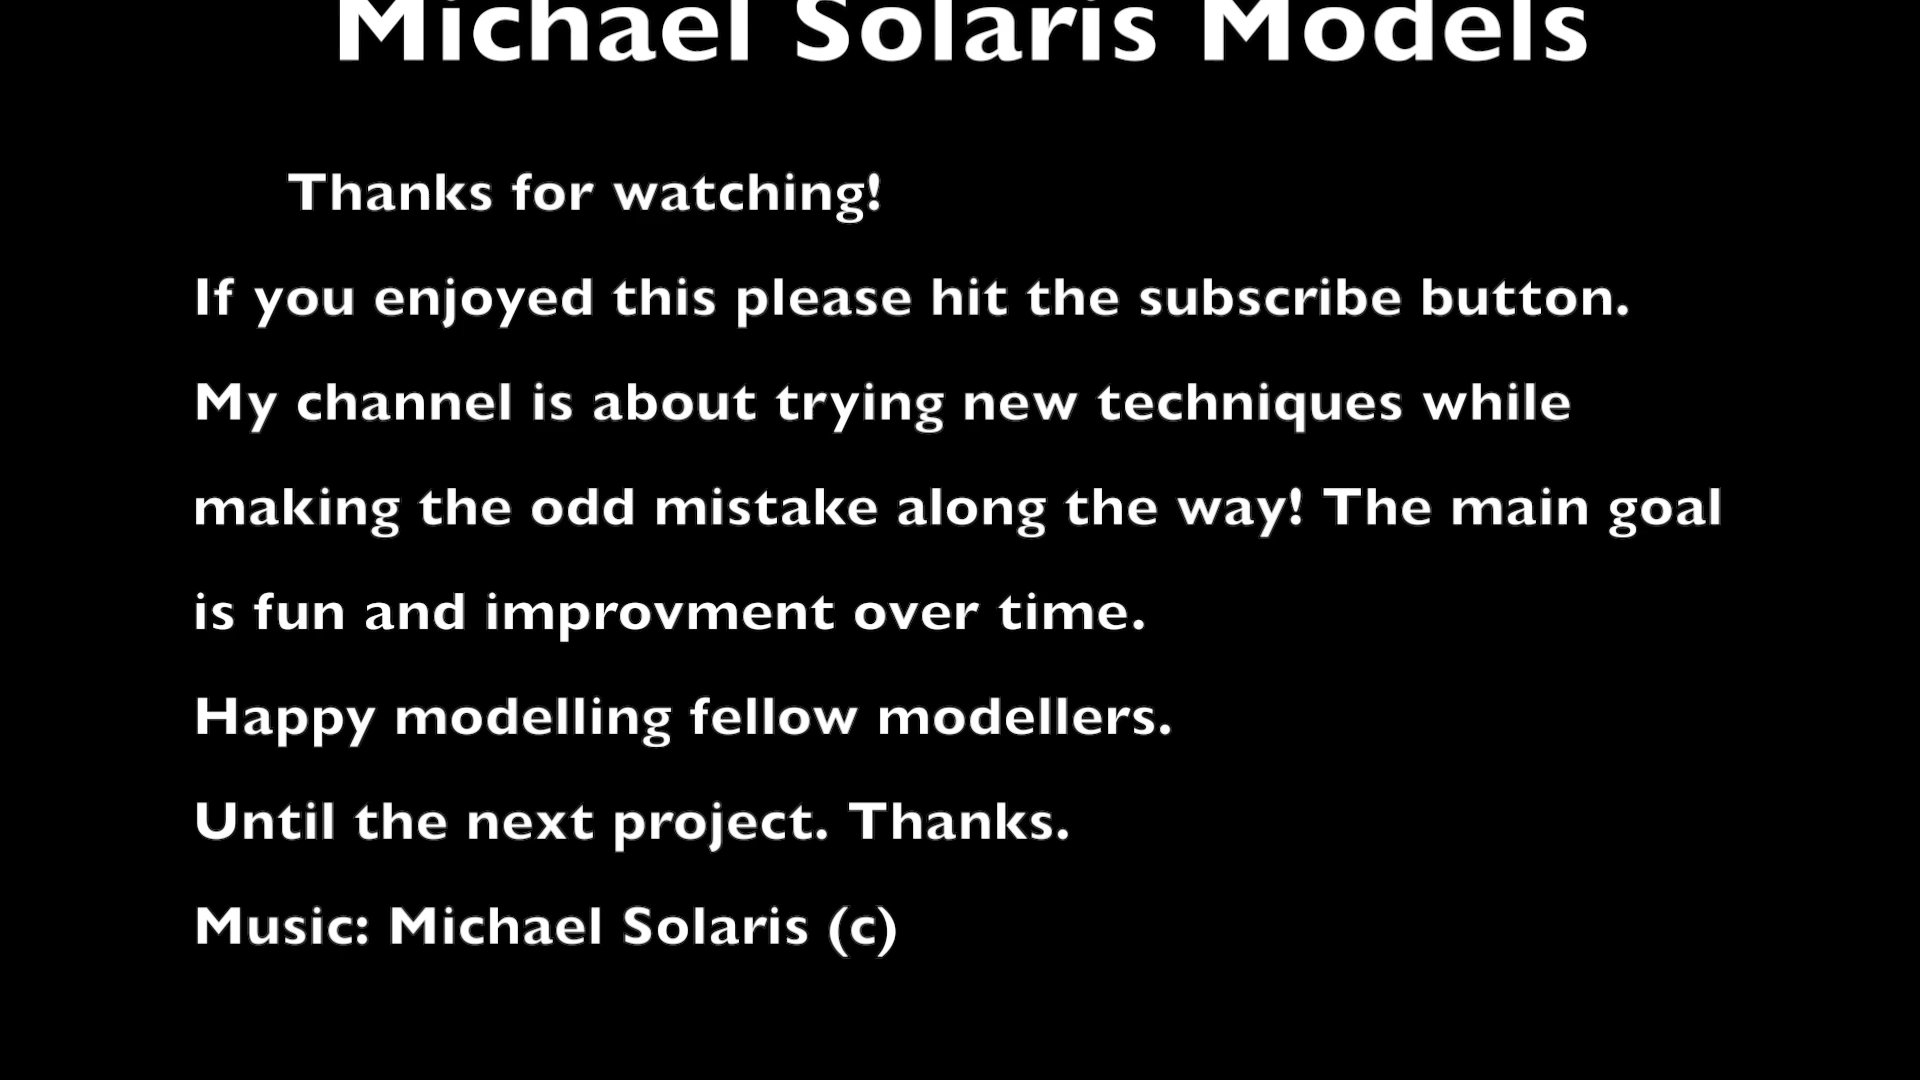 Michael Solaris Models
Thanks for watching!
If you enjoyed this please hit the subscribe button.
My channel is about trying new techniques while
making the odd mistake along the way! The main goal
is fun and improvment over time.
Happy modelling fellow modellers.
Until the next project. Thanks.
Music: Michael Solaris (c)